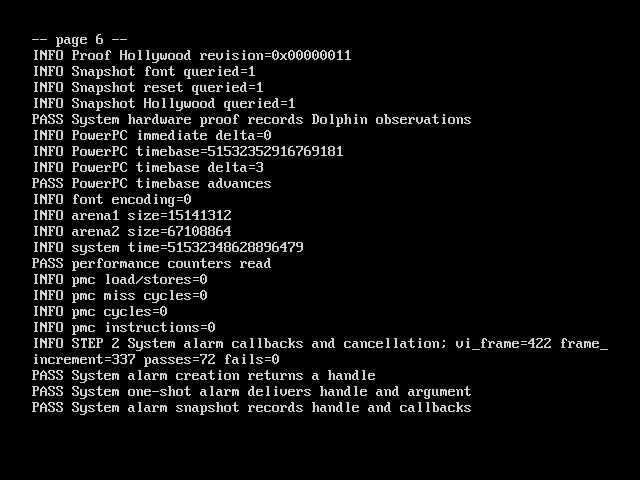 -- page 6 --
INFO Proof Hollywood revision=0x00000011
INFO Snapshot font queried=1
INFO Snapshot reset queried=1
INFO Snapshot Hollywood queried=1
PASS System hardware proof records Dolphin observations
INFO PowerPC immediate delta=0
INFO PowerPC timebase=51532352916769181
INFO PowerPC timebase delta=3
PASS PowerPC timebase advances
INFO font encoding=0
INFO arena1 size=15141312
INFO arena2 size=67108864
INFO system time=51532348628896479
PASS performance counters read
INFO pmc load/stores=0
INFO pmc miss cycles=0
INFO pmc cycles=0
INFO pmc instructions=0
INFO STEP 2 System alarm callbacks and cancellation; vi_frame=422 frame_
increment=337 passes=72 fails=0
PASS System alarm creation returns a handle
PASS System one-shot alarm delivers handle and argument
PASS System alarm snapshot records handle and callbacks